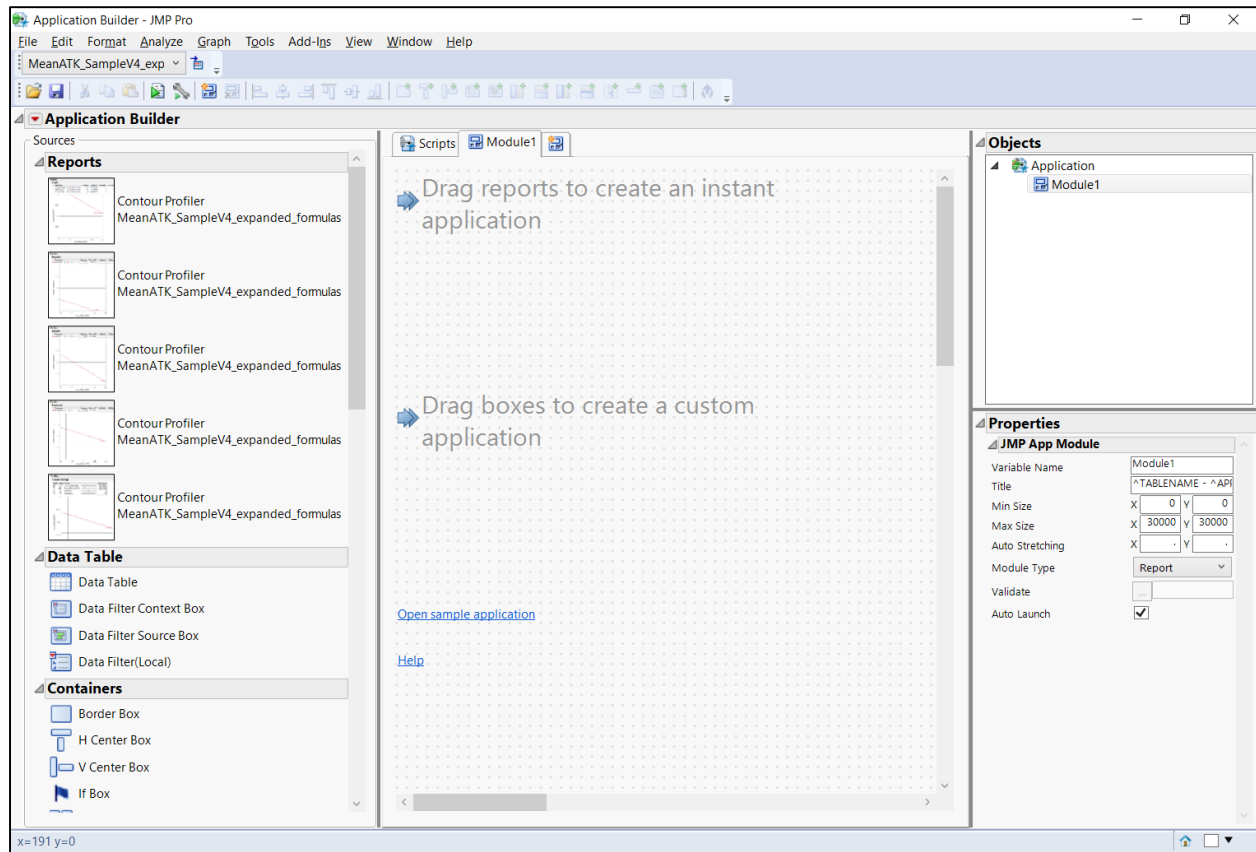 Application Builder - JMP Pro
File Edit Format Analyze Graph Tools Add-Ins View Window Help
MeanATK_SampleV4_exp
Application Builder
Sources
Reports
Contour Profiler
MeanATK_SampleV4_expanded_formulas
Contour Profiler
MeanATK_SampleV4_expanded_formulas
Contour Profiler
MeanATK_SampleV4_expanded_formulas
Contour Profiler
MeanATK_SampleV4_expanded_formulas
Contour Profiler
MeanATK_SampleV4_expanded_formulas
Data Table
Data Table
Data Filter Context Box
Data Filter Source Box
Data Filter(Local)
Containers
Border Box
H Center Box
V Center Box
If Box
Scripts Module1
Drag reports to create an instant
application
Drag boxes to create a custom
application
Open sample application
Help
Objects
Application
Module1
Properties
JMP App Module
Variable Name Module1
Title ^TABLENAME - ^API
Min Size X 0 Y 0
Max Size X 30000 Y 30000
Auto Stretching X . Y .
Module Type Report
Validate ...
Auto Launch
x=191 y=0